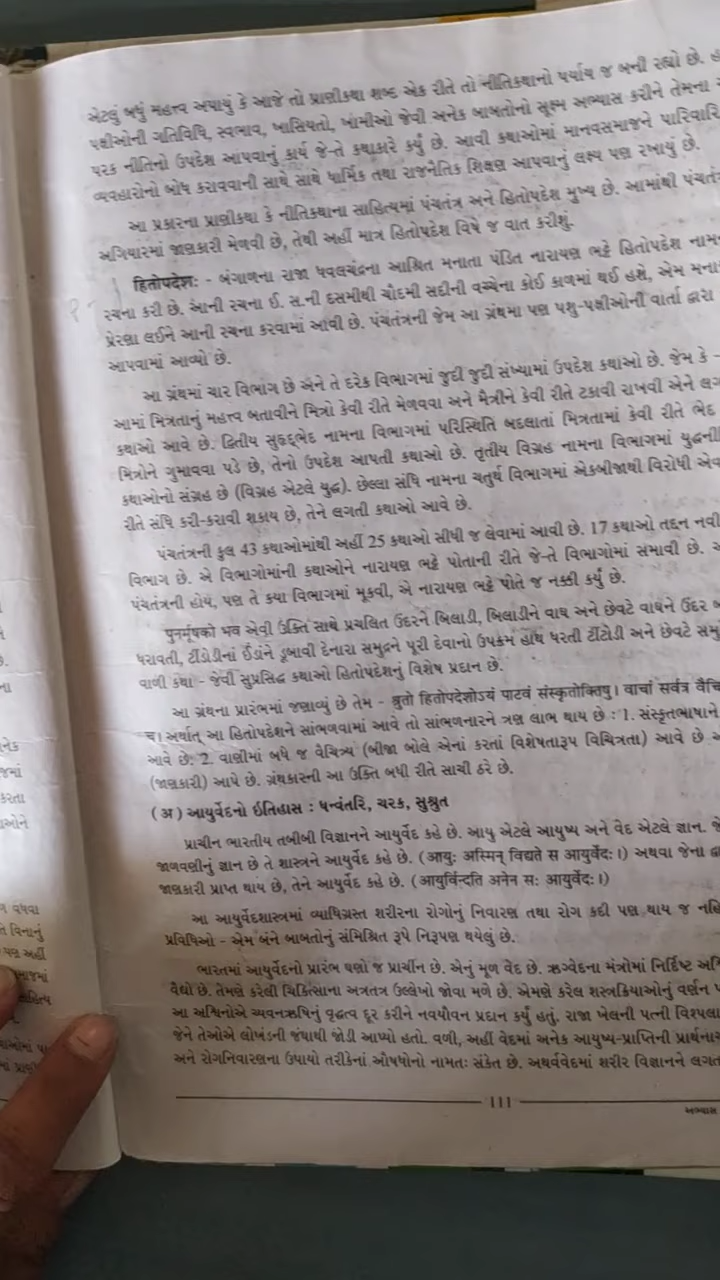 એટલું બધું મહત્ત્વ અપાયું કે આજે તો પ્રાણીકથા શબ્દ એક રીતે તો નીતિકથાનો પર્યાય જ બની રહ્યો છે.
પક્ષીઓની ગતિવિધિ, સ્વભાવ, ખાસિયતો, ખામીઓ જેવી અનેક બાબતોનો સૂક્ષ્મ અભ્યાસ કરીને તેમના
પરક નીતિનો ઉપદેશ આપવાનું કાર્ય જે-તે કથાકારે કર્યું છે. આવી કથાઓમાં માનવસમાજને
વ્યવહારોનો બોધ કરાવવાની સાથે સાથે ધાર્મિક તથા રાજનૈતિક શિક્ષણ આપવાનું લક્ષ્ય પણ રખાયું છે.
આ પ્રકારના પ્રાણીકથા કે નીતિકથાના સાહિત્યમાં પંચતંત્ર અને હિતોપદેશ મુખ્ય છે. આમાંથી
અગિયારમાં જાણકારી મેળવી છે, તેથી અહીં માત્ર હિતોપદેશ વિષે જ વાત કરીશું.
हितोपदेशः - બંગાળના રાજા ધવલચંદ્રના આશ્રિત મનાતા પંડિત નારાયણ ભટ્ટે હિતોપદેશ
રચના કરી છે. આની રચના ઈ. સ.ની દસમીથી ચૌદમી સદીની વચ્ચેના કોઈ કાળમાં થઈ હશે, એમ
પ્રેરણા લઈને આની રચના કરવામાં આવી છે. પંચતંત્રની જેમ આ ગ્રંથમા પણ પશુ-પક્ષીઓની વાર્તા દ્વારા
આપવામાં આવ્યો છે.
આ ગ્રંથમાં ચાર વિભાગ છે અને તે દરેક વિભાગમાં જુદી જુદી સંખ્યામાં ઉપદેશ કથાઓ છે. જેમ કે -
આમાં મિત્રતાનું મહત્ત્વ બતાવીને મિત્રો કેવી રીતે મેળવવા અને મૈત્રીને કેવી રીતે ટકાવી રાખવી એને
કથાઓ આવે છે. દ્વિતીય સુહૃદ્ભેદ નામના વિભાગમાં પરિસ્થિતિ બદલાતાં મિત્રતામાં કેવી રીતે ભેદ
મિત્રોને ગુમાવવા પડે છે, તેનો ઉપદેશ આપતી કથાઓ છે. તૃતીય વિગ્રહ નામના વિભાગમાં યુદ્ધની
કથાઓનો સંગ્રહ છે (વિગ્રહ એટલે યુદ્ધ). છેલ્લા સંધિ નામના ચતુર્થ વિભાગમાં એકબીજાથી વિરોધી
રીતે સંધિ કરી-કરાવી શકાય છે, તેને લગતી કથાઓ આવે છે.
પંચતંત્રની કુલ 43 કથાઓમાંથી અહીં 25 કથાઓ સીધી જ લેવામાં આવી છે. 17 કથાઓ તદ્દન નવી
વિભાગ છે. એ વિભાગોમાંની કથાઓને નારાયણ ભટ્ટે પોતાની રીતે જે-તે વિભાગોમાં સમાવી છે.
પંચતંત્રની હોય, પણ તે કયા વિભાગમાં મૂકવી, એ નારાયણ ભટ્ટે પોતે જ નક્કી કર્યું છે.
પુનર્મૂષકો ભવ એવી ઉક્તિ સાથે પ્રચલિત ઉંદરને બિલાડી, બિલાડીને વાઘ અને છેવટે વાઘને ઉંદર
ધરાવતી, ટીંડોડીનાં ઈંડાંને ડૂબાવી દેનારા સમુદ્રને પૂરી દેવાનો ઉપક્રમ હાથ ધરતી ટીંટોડી અને છેવટે
વાળી કથા - જેવી સુપ્રસિદ્ધ કથાઓ હિતોપદેશનું વિશેષ પ્રદાન છે.
આ ગ્રંથના પ્રારંભમાં જણાવ્યું છે તેમ - श्रुतो हितोपदेशोऽयं पाटवं संस्कृतोक्तिषु। वाचां सर्वत्र
च। અર્થાત્ આ હિતોપદેશને સાંભળવામાં આવે તો સાંભળનારને ત્રણ લાભ થાય છે : 1. સંસ્કૃતભાષાને
આવે છે. 2. વાણીમાં બધે જ વૈચિત્ર્ય (બીજા બોલે એનાં કરતાં વિશેષતારૂપ વિચિત્રતા) આવે છે
(જાણકારી) આપે છે. ગ્રંથકારની આ ઉક્તિ બધી રીતે સાચી ઠરે છે.
(અ) આયુર્વેદનો ઇતિહાસ : ધન્વંતરિ, ચરક, સુશ્રુત
પ્રાચીન ભારતીય તબીબી વિજ્ઞાનને આયુર્વેદ કહે છે. આયુ એટલે આયુષ્ય અને વેદ એટલે જ્ઞાન.
જાળવણીનું જ્ઞાન છે તે શાસ્ત્રને આયુર્વેદ કહે છે. (आयुः अस्मिन् विद्यते स आयुर्वेदः।) અથવા જેના
જાણકારી પ્રાપ્ત થાય છે, તેને આયુર્વેદ કહે છે. (आयुर्विन्दति अनेन सः आयुर्वेदः।)
આ આયુર્વેદશાસ્ત્રમાં વ્યાધિગ્રસ્ત શરીરના રોગોનું નિવારણ તથા રોગ કદી પણ થાય જ નહિ
પ્રવિધિઓ - એમ બંને બાબતોનું સંમિશ્રિત રૂપે નિરૂપણ થયેલું છે.
ભારતમાં આયુર્વેદનો પ્રારંભ ઘણો જ પ્રાચીન છે. એનું મૂળ વેદ છે. ઋગ્વેદના મંત્રોમાં નિર્દિષ્ટ
વૈદ્યો છે. તેમણે કરેલી ચિકિત્સાના અત્રતત્ર ઉલ્લેખો જોવા મળે છે. એમણે કરેલ શસ્ત્રક્રિયાઓનું વર્ણન
આ અશ્વિનોએ ચ્યવનઋષિનું વૃદ્ધત્વ દૂર કરીને નવયૌવન પ્રદાન કર્યું હતું. રાજા ખેલની પત્ની વિશ્પલા
જેને તેઓએ લોખંડની જંઘાથી જોડી આપ્યો હતો. વળી, અહીં વેદમાં અનેક આયુષ્ય-પ્રાપ્તિની
અને રોગનિવારણના ઉપાયો તરીકેનાં ઔષધોનો નામતઃ સંકેત છે. અથર્વવેદમાં શરીર વિજ્ઞાનને
111
અભ્યાસ